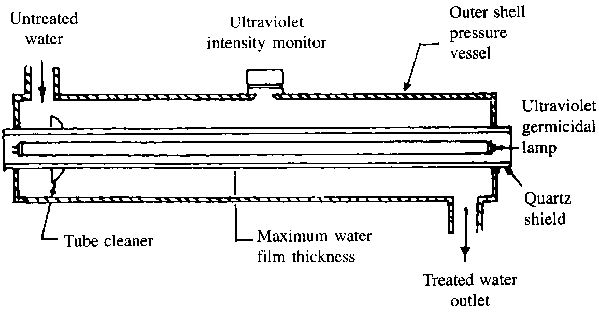 Untreated
water
Ultraviolet
intensity monitor
Outer shell
pressure
vessel
Ultraviolet
germicidal
lamp
Quartz
shield
Tube cleaner
Maximum water
film thickness
Treated water
outlet